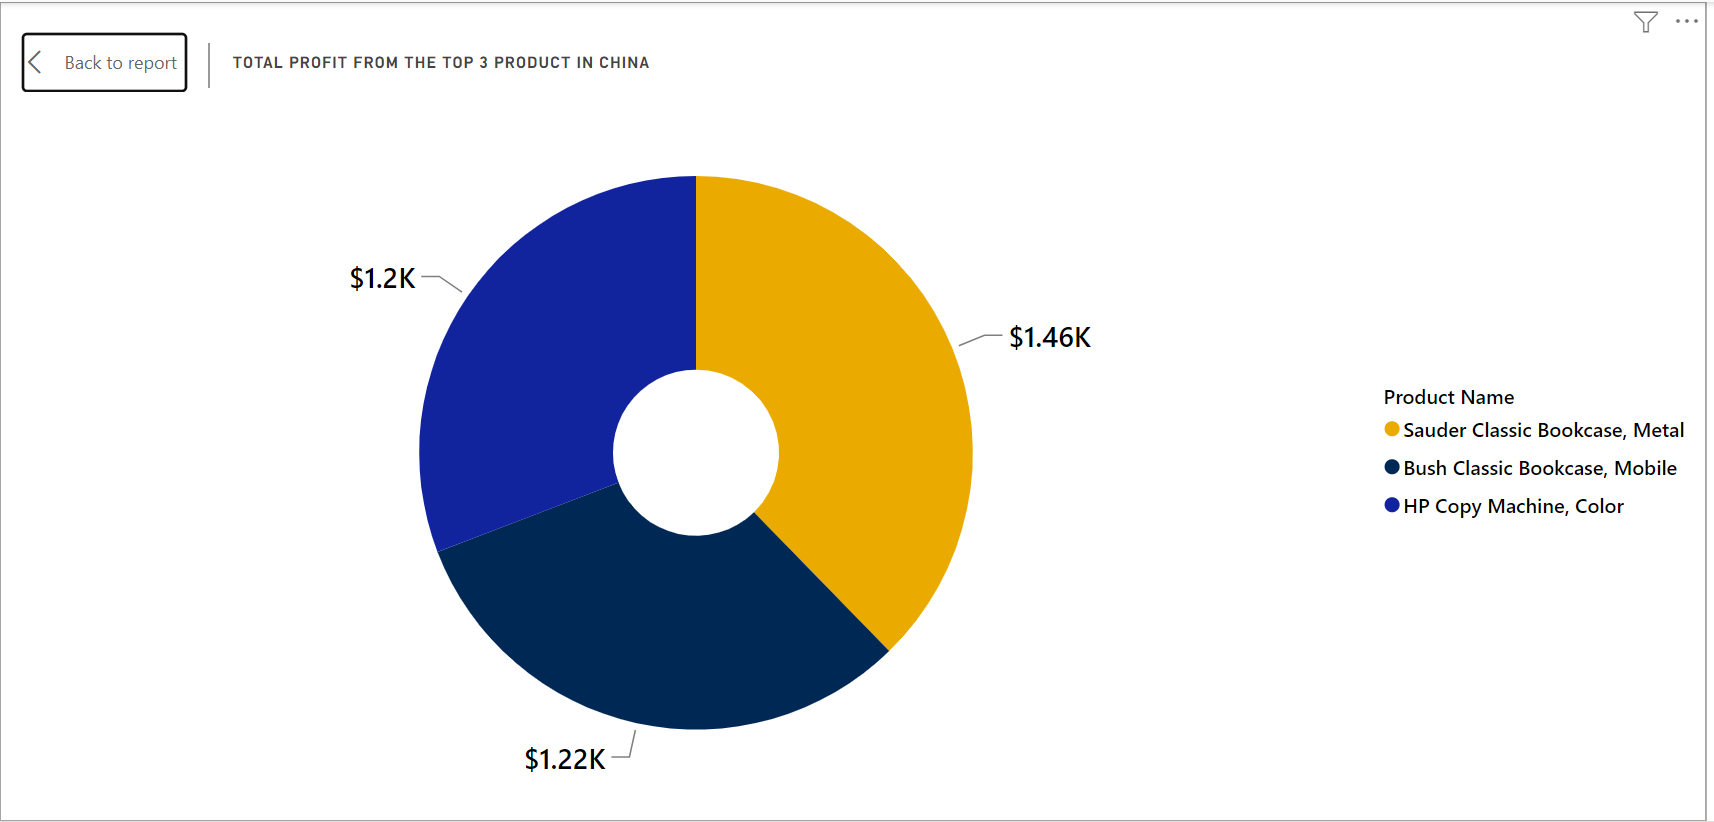 Back to report
TOTAL PROFIT FROM THE TOP 3 PRODUCT IN CHINA
$1.2K
$1.46K
$1.22K
Product Name
Sauder Classic Bookcase, Metal
Bush Classic Bookcase, Mobile
HP Copy Machine, Color